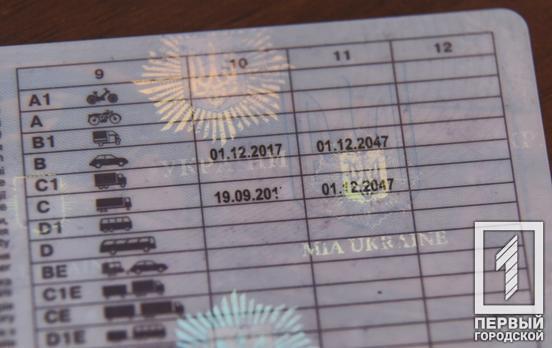 9 10 11 12
A1
A
B1
B 01.12.2017 01.12.2047
C1
C 19.09.201 01.12.2047
D1
D
BE
C1E
CE
D1E
MIA UKRAINE
1
ПЕРВЫЙ
ГОРОДСКОЙ